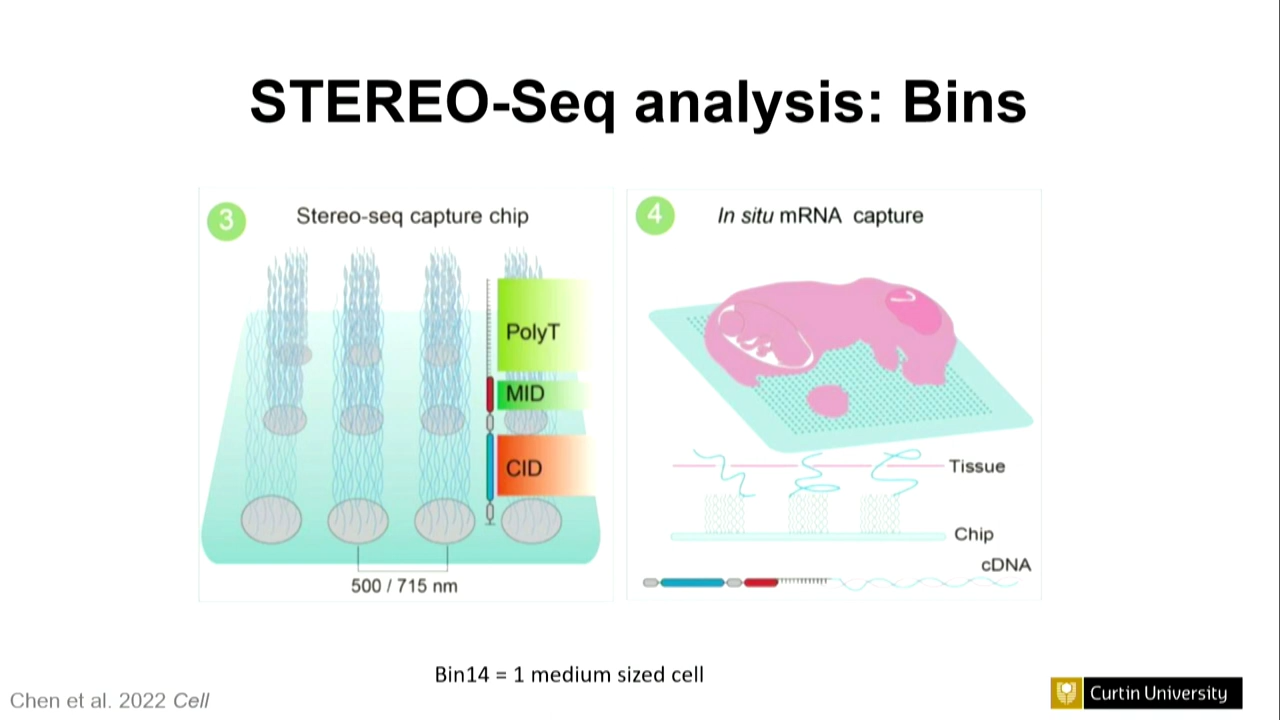 STEREO-Seq analysis: Bins
3
Stereo-seq capture chip
PolyT
MID
CID
500 / 715 nm
4
In situ mRNA capture
Tissue
Chip
cDNA
Bin14 = 1 medium sized cell
Chen et al. 2022 Cell
Curtin University